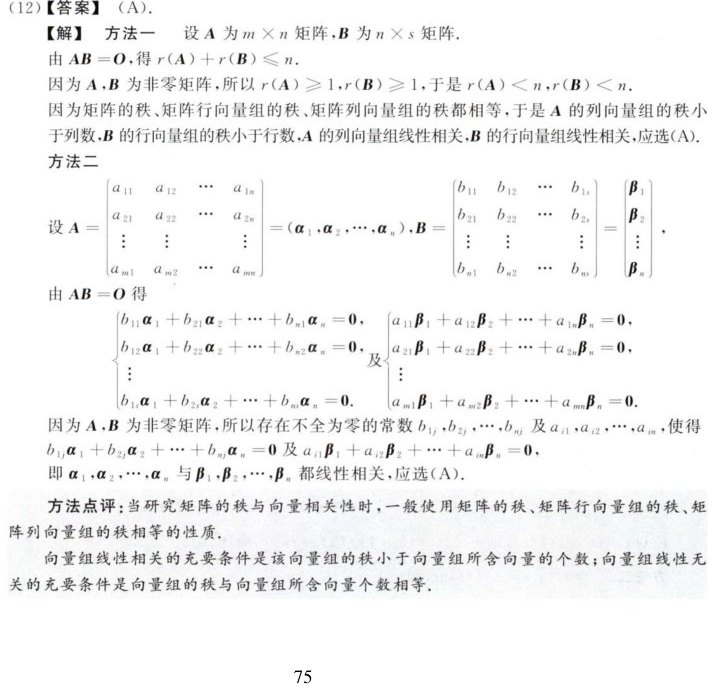 (12)【答案】 (A).
【解】 方法一 设 A 为 m×n 矩阵,B 为 n×s 矩阵.
由 AB=O,得 r(A)+r(B)≤n.
因为 A,B 为非零矩阵,所以 r(A)≥1,r(B)≥1,于是 r(A)<n,r(B)<n.
因为矩阵的秩、矩阵行向量组的秩、矩阵列向量组的秩都相等,于是 A 的列向量组的秩小
于列数,B 的行向量组的秩小于行数,A 的列向量组线性相关,B 的行向量组线性相关,应选(A).
方法二
设 A = [a₁₁ a₁₂ ⋯ a₁ₙ; a₂₁ a₂₂ ⋯ a₂ₙ; ⋮ ⋮ ⋮; aₘ₁ aₘ₂ ⋯ aₘₙ] = (α₁,α₂,⋯,αₙ), B = [b₁₁ b₁₂ ⋯ b₁ₛ; b₂₁ b₂₂ ⋯ b₂ₛ; ⋮ ⋮ ⋮; bₙ₁ bₙ₂ ⋯ bₙₛ] = [β₁; β₂; ⋮; βₙ],
由 AB=O 得
{b₁₁α₁+b₂₁α₂+⋯+bₙ₁αₙ=0, {a₁₁β₁+a₁₂β₂+⋯+a₁ₙβₙ=0,
b₁₂α₁+b₂₂α₂+⋯+bₙ₂αₙ=0, 及 a₂₁β₁+a₂₂β₂+⋯+a₂ₙβₙ=0,
⋮ ⋮
b₁ₛα₁+b₂ₛα₂+⋯+bₙₛαₙ=0. aₘ₁β₁+aₘ₂β₂+⋯+aₘₙβₙ=0.
因为 A,B 为非零矩阵,所以存在不全为零的常数 b₁ⱼ,b₂ⱼ,⋯,bₙⱼ 及 aᵢ₁,aᵢ₂,⋯,aᵢₙ,使得
b₁ⱼα₁+b₂ⱼα₂+⋯+bₙⱼαₙ=0 及 aᵢ₁β₁+aᵢ₂β₂+⋯+aᵢₙβₙ=0,
即 α₁,α₂,⋯,αₙ 与 β₁,β₂,⋯,βₙ 都线性相关,应选(A).
方法点评:当研究矩阵的秩与向量相关性时,一般使用矩阵的秩、矩阵行向量组的秩、矩
阵列向量组的秩相等的性质.
向量组线性相关的充要条件是该向量组的秩小于向量组所含向量的个数;向量组线性无
关的充要条件是向量组的秩与向量组所含向量个数相等.
75